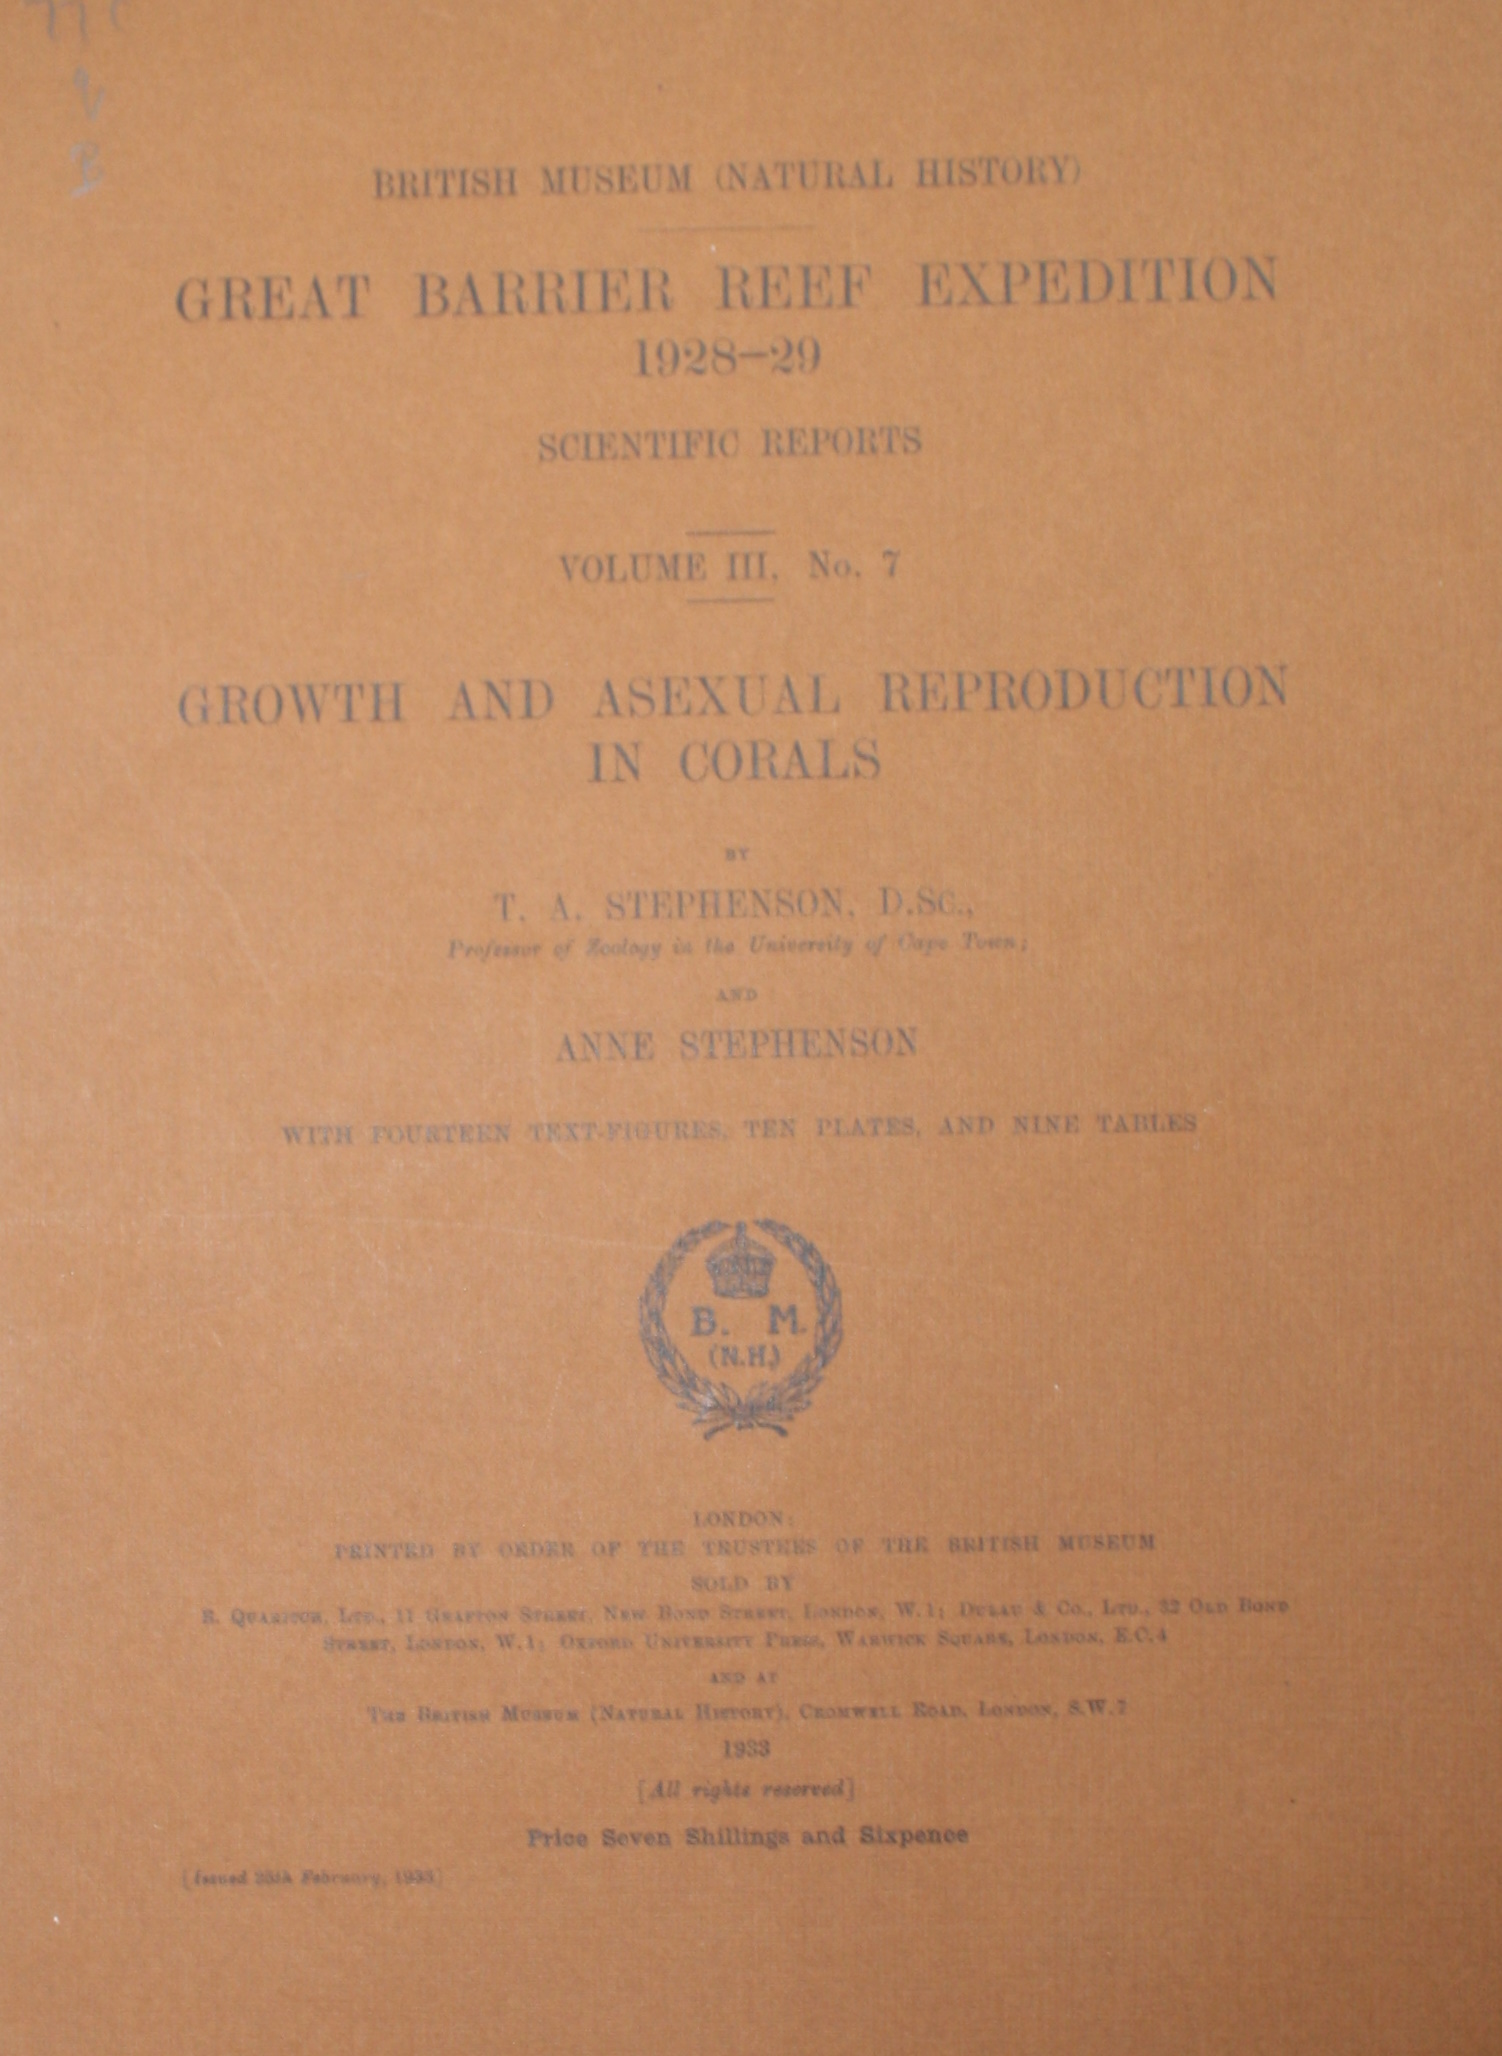 BRITISH MUSEUM (NATURAL HISTORY)
GREAT BARRIER REEF EXPEDITION
1928–29
SCIENTIFIC REPORTS
VOLUME III, No. 7
GROWTH AND ASEXUAL REPRODUCTION
IN CORALS
BY
T. A. STEPHENSON, D.Sc.,
Professor of Zoology in the University of Cape Town;
AND
ANNE STEPHENSON
WITH FOURTEEN TEXT-FIGURES, TEN PLATES, AND NINE TABLES
B. M.
(N.H.)
LONDON:
PRINTED BY ORDER OF THE TRUSTEES OF THE BRITISH MUSEUM
SOLD BY
B. Quaritch, Ltd., 11 Grafton Street, New Bond Street, London, W.1; Dulau & Co., Ltd., 32 Old Bond
Street, London, W.1; Oxford University Press, Warwick Square, London, E.C.4
AND AT
The British Museum (Natural History), Cromwell Road, London, S.W.7
1933
[All rights reserved]
Price Seven Shillings and Sixpence
[Issued February, 1933]